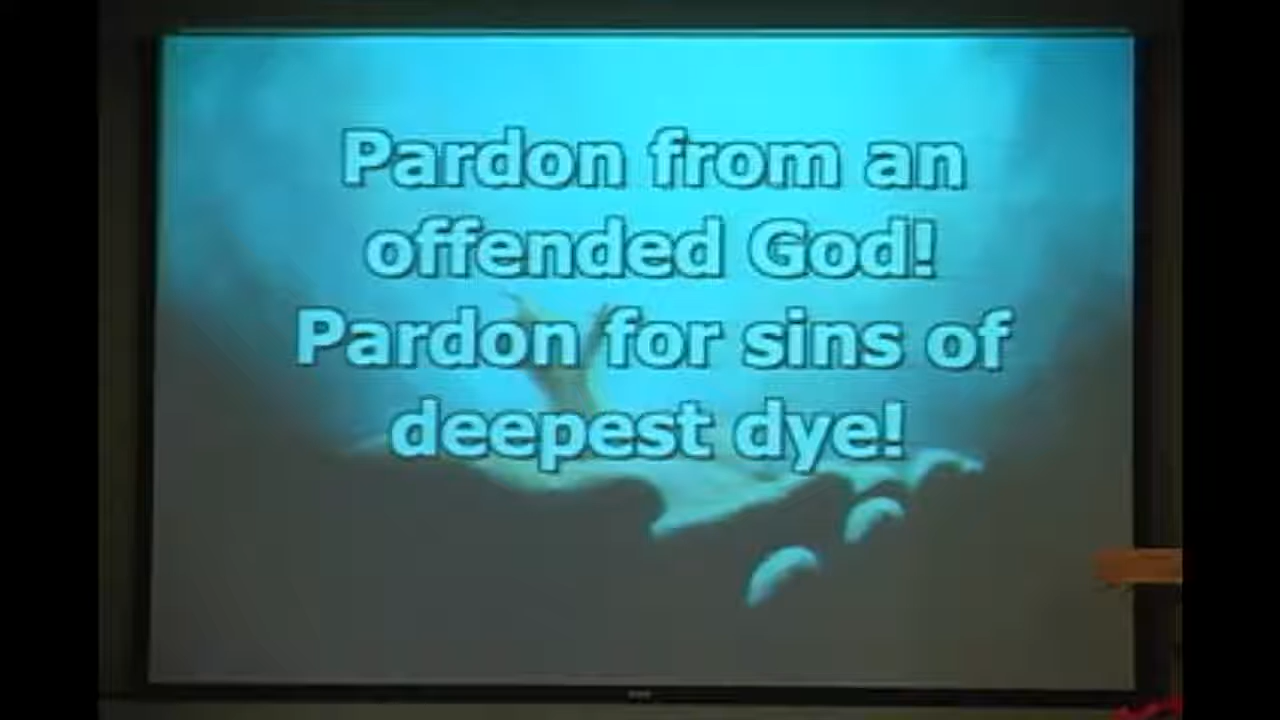 Pardon from an
offended God!
Pardon for sins of
deepest dye!